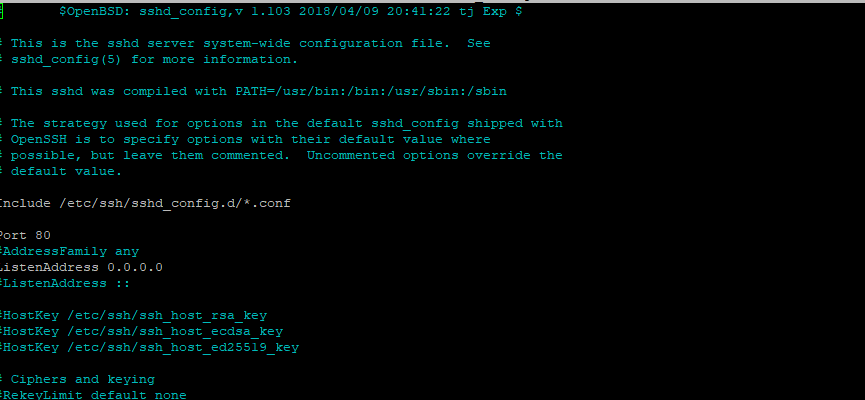 # $OpenBSD: sshd_config,v 1.103 2018/04/09 20:41:22 tj Exp $
# This is the sshd server system-wide configuration file.  See
# sshd_config(5) for more information.
# This sshd was compiled with PATH=/usr/bin:/bin:/usr/sbin:/sbin
# The strategy used for options in the default sshd_config shipped with
# OpenSSH is to specify options with their default value where
# possible, but leave them commented.  Uncommented options override the
# default value.
Include /etc/ssh/sshd_config.d/*.conf
Port 80
#AddressFamily any
ListenAddress 0.0.0.0
#ListenAddress ::
#HostKey /etc/ssh/ssh_host_rsa_key
#HostKey /etc/ssh/ssh_host_ecdsa_key
#HostKey /etc/ssh/ssh_host_ed25519_key
# Ciphers and keying
#RekeyLimit default none